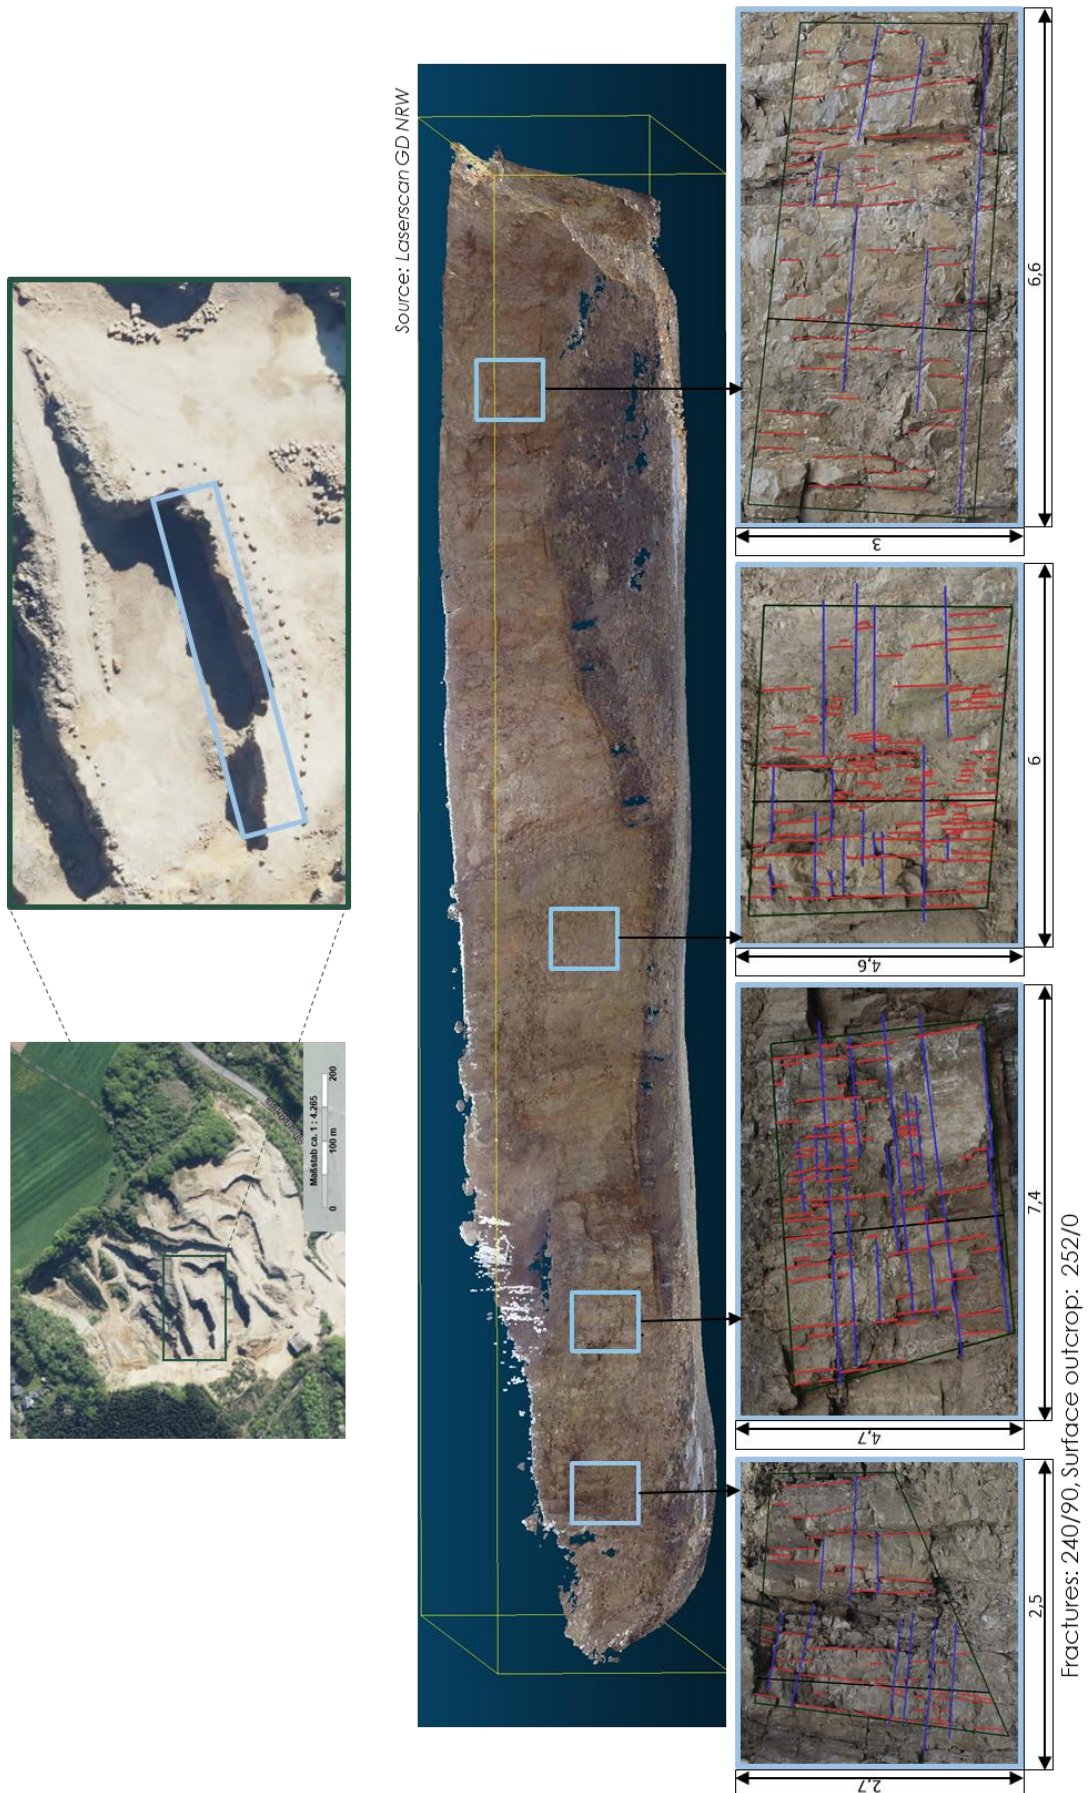 Source: Laserscan GD NRW
6,6
3
6
4,6
Maßstab ca. 1 : 4.265
0
100 m
200
7,4
4,7
2,5
2,7
Fractures: 240/90, Surface outcrop: 252/0